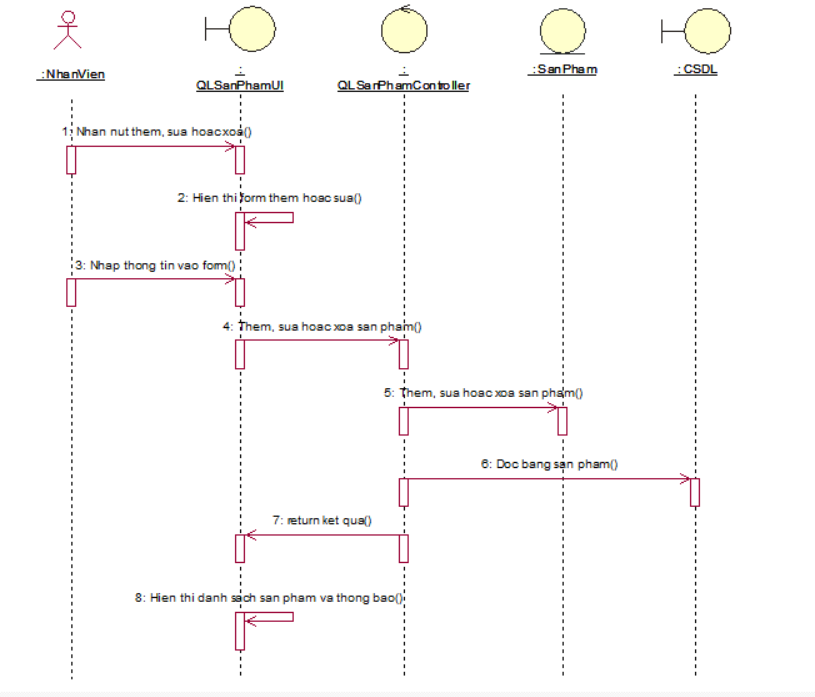 :NhanVien
:
QLSanPhamUI
:
QLSanPhamController
:SanPham
:CSDL
1: Nhan nut them, sua hoac xoa()
2: Hien thi form them hoac sua()
3: Nhap thong tin vao form()
4: Them, sua hoac xoa san pham()
5: Them, sua hoac xoa san pham()
6: Doc bang san pham()
7: return ket qua()
8: Hien thi danh sach san pham va thong bao()